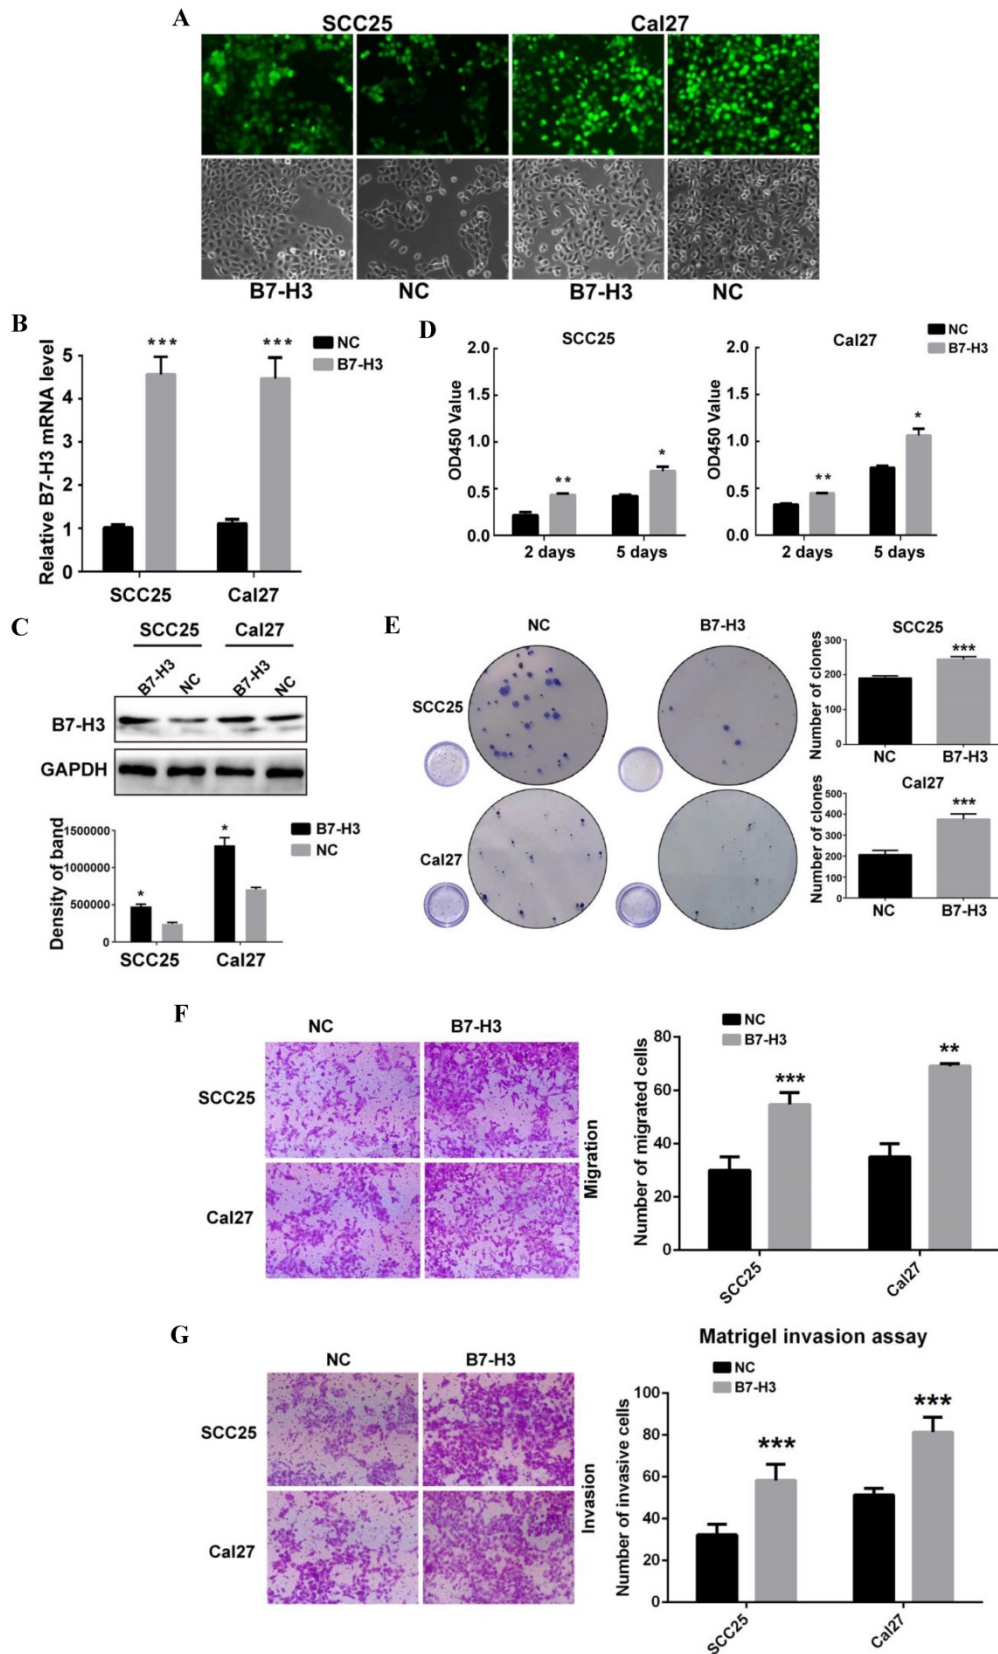 A
SCC25 Cal27
B7-H3 NC B7-H3 NC
B
Relative B7-H3 mRNA level
5
4
3
2
1
0
*** ***
NC
B7-H3
SCC25 Cal27
D
SCC25
OD450 Value
2.0
1.5
1.0
0.5
0.0
** *
2 days 5 days
Cal27
OD450 Value
2.0
1.5
1.0
0.5
0.0
** *
2 days 5 days
NC
B7-H3
C
SCC25 Cal27
B7-H3 NC B7-H3 NC
B7-H3
GAPDH
Density of band
1500000
1000000
500000
0
* *
B7-H3
NC
SCC25 Cal27
E
NC B7-H3
SCC25
Cal27
SCC25
Number of clones
300
200
100
0
***
NC B7-H3
Cal27
Number of clones
500
400
300
200
100
0
***
NC B7-H3
F
NC B7-H3
SCC25
Cal27
Migration
Number of migrated cells
80
60
40
20
0
NC
B7-H3
*** **
SCC25 Cal27
G
NC B7-H3
SCC25
Cal27
Invasion
Matrigel invasion assay
NC
B7-H3
Number of invasive cells
100
80
60
40
20
0
*** ***
SCC25 Cal27